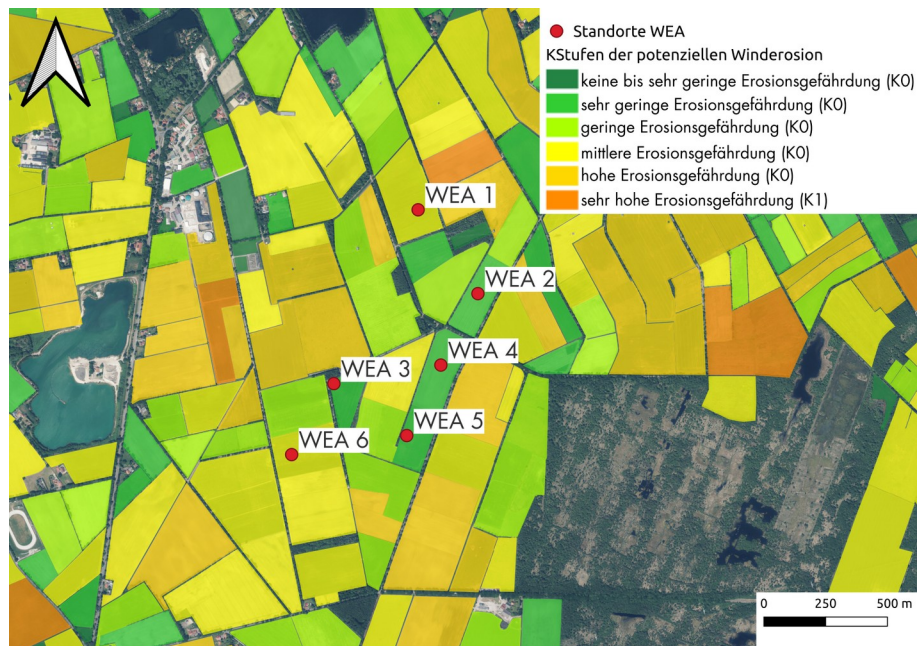 Standorte WEA
KStufen der potenziellen Winderosion
keine bis sehr geringe Erosionsgefährdung (K0)
sehr geringe Erosionsgefährdung (K0)
geringe Erosionsgefährdung (K0)
mittlere Erosionsgefährdung (K0)
hohe Erosionsgefährdung (K0)
sehr hohe Erosionsgefährdung (K1)
WEA 1
WEA 2
WEA 4
WEA 3
WEA 5
WEA 6
0 250 500 m